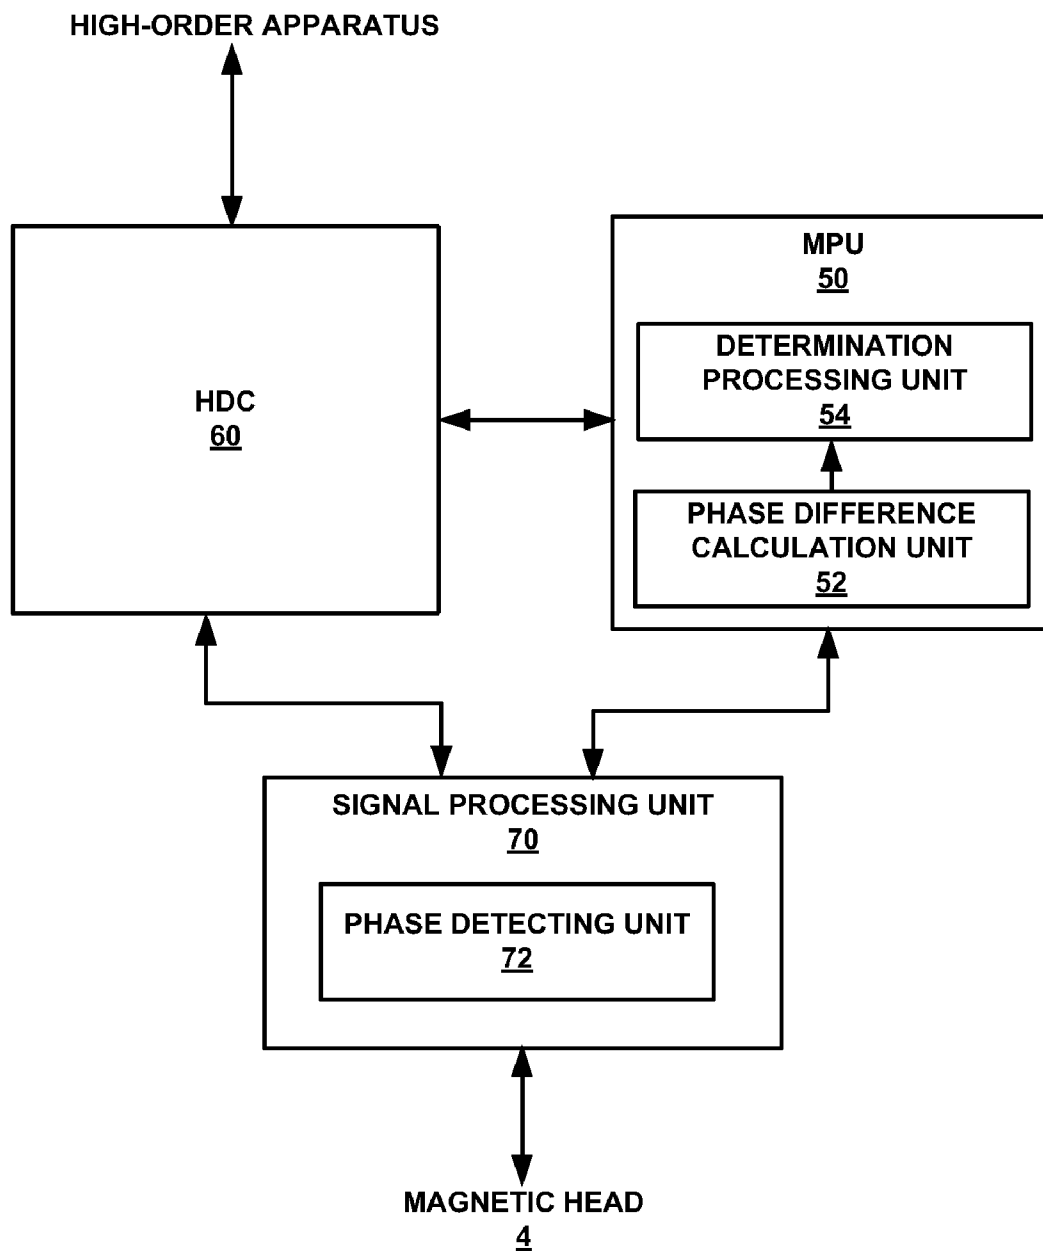 HIGH-ORDER APPARATUS
HDC
60
MPU
50
DETERMINATION
PROCESSING UNIT
54
PHASE DIFFERENCE
CALCULATION UNIT
52
SIGNAL PROCESSING UNIT
70
PHASE DETECTING UNIT
72
MAGNETIC HEAD
4